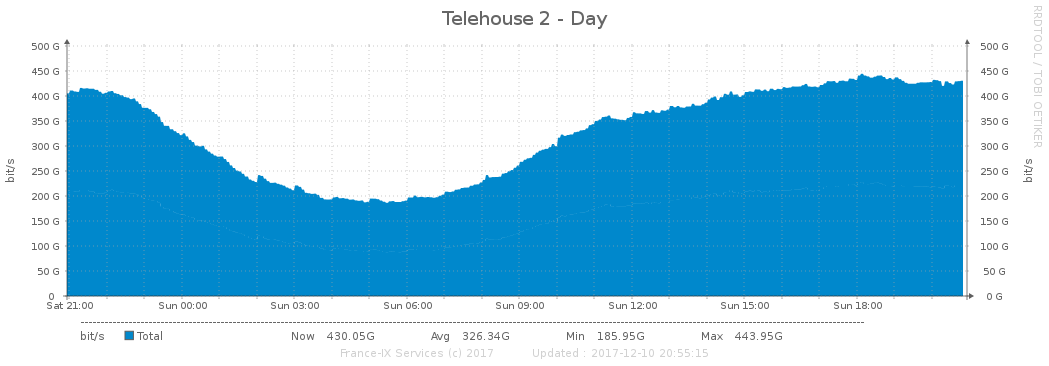 Telehouse 2 - Day
RRDTOOL / TOBI OETIKER
500 G 500 G
450 G 450 G
400 G 400 G
350 G 350 G
300 G 300 G
250 G 250 G
200 G 200 G
150 G 150 G
100 G 100 G
50 G 50 G
0 0 G
bit/s bit/s
Sat 21:00 Sun 00:00 Sun 03:00 Sun 06:00 Sun 09:00 Sun 12:00 Sun 15:00 Sun 18:00
bit/s Total Now 430.05G Avg 326.34G Min 185.95G Max 443.95G
France-IX Services (c) 2017 Updated : 2017-12-10 20:55:15